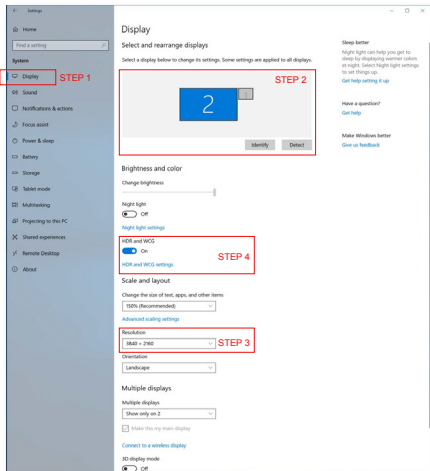 Settings
Home
Find a setting
System
Display
STEP 1
Sound
Notifications & actions
Focus assist
Power & sleep
Battery
Storage
Tablet mode
Multitasking
Projecting to this PC
Shared experiences
Remote Desktop
About
Display
Select and rearrange displays
Select a display below to change its settings. Some settings are applied to all displays.
STEP 2
2
1
Identify
Detect
Brightness and color
Change brightness
Night light
Off
Night light settings
HDR and WCG
On
STEP 4
HDR and WCG settings
Scale and layout
Change the size of text, apps, and other items
150% (Recommended)
Advanced scaling settings
Resolution
3840 × 2160
STEP 3
Orientation
Landscape
Multiple displays
Multiple displays
Show only on 2
Make this my main display
Connect to a wireless display
3D display mode
Off
Sleep better
Night light can help you get to
sleep by displaying warmer colors
at night. Select Night light settings
to set things up.
Get help setting it up
Have a question?
Get help
Make Windows better
Give us feedback